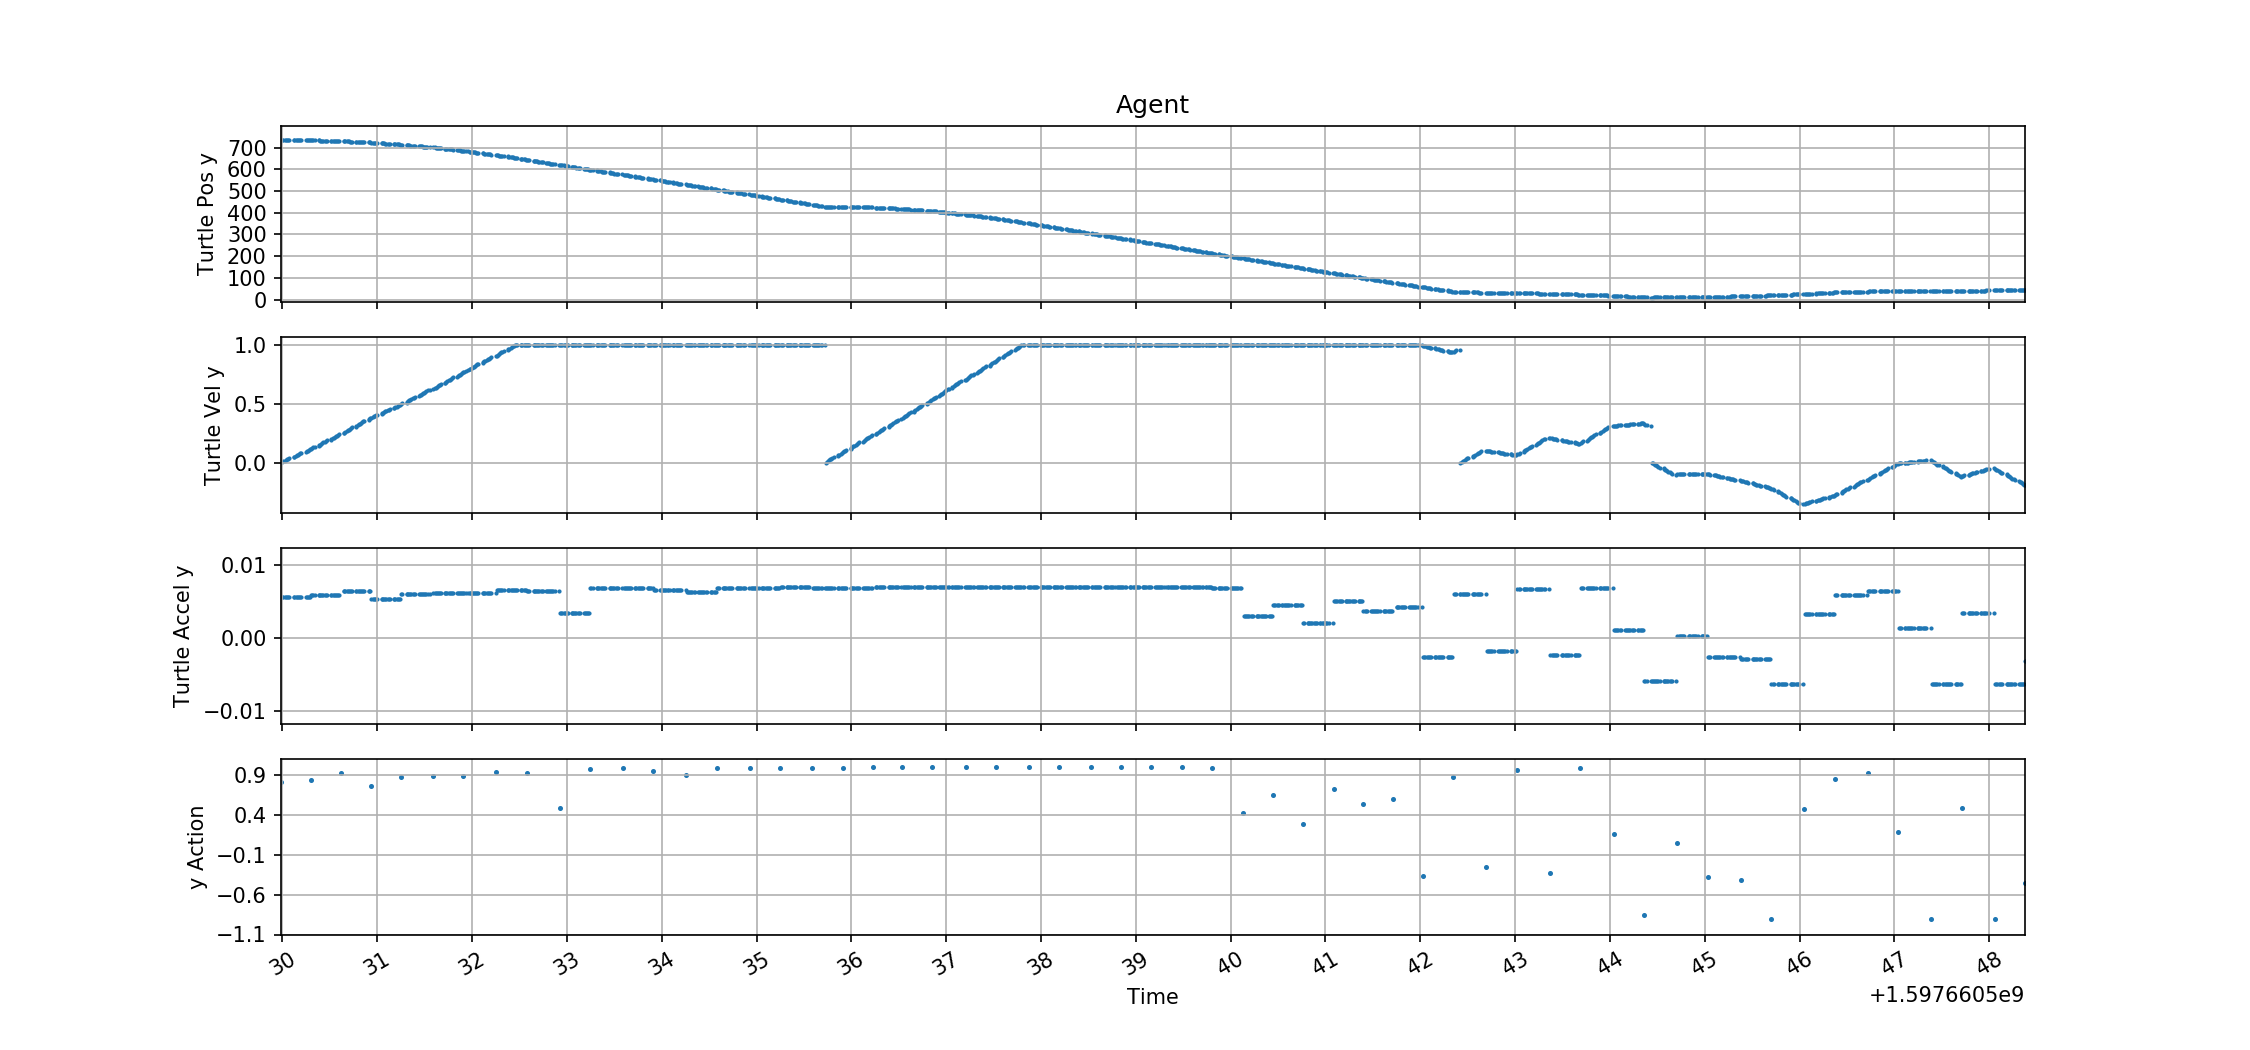 Agent
Turtle Pos y
700
600
500
400
300
200
100
0
Turtle Vel y
1.0
0.5
0.0
Turtle Accel y
0.01
0.00
−0.01
y Action
0.9
0.4
−0.1
−0.6
−1.1
30 31 32 33 34 35 36 37 38 39 40 41 42 43 44 45 46 47 48
Time
+1.5976605e9